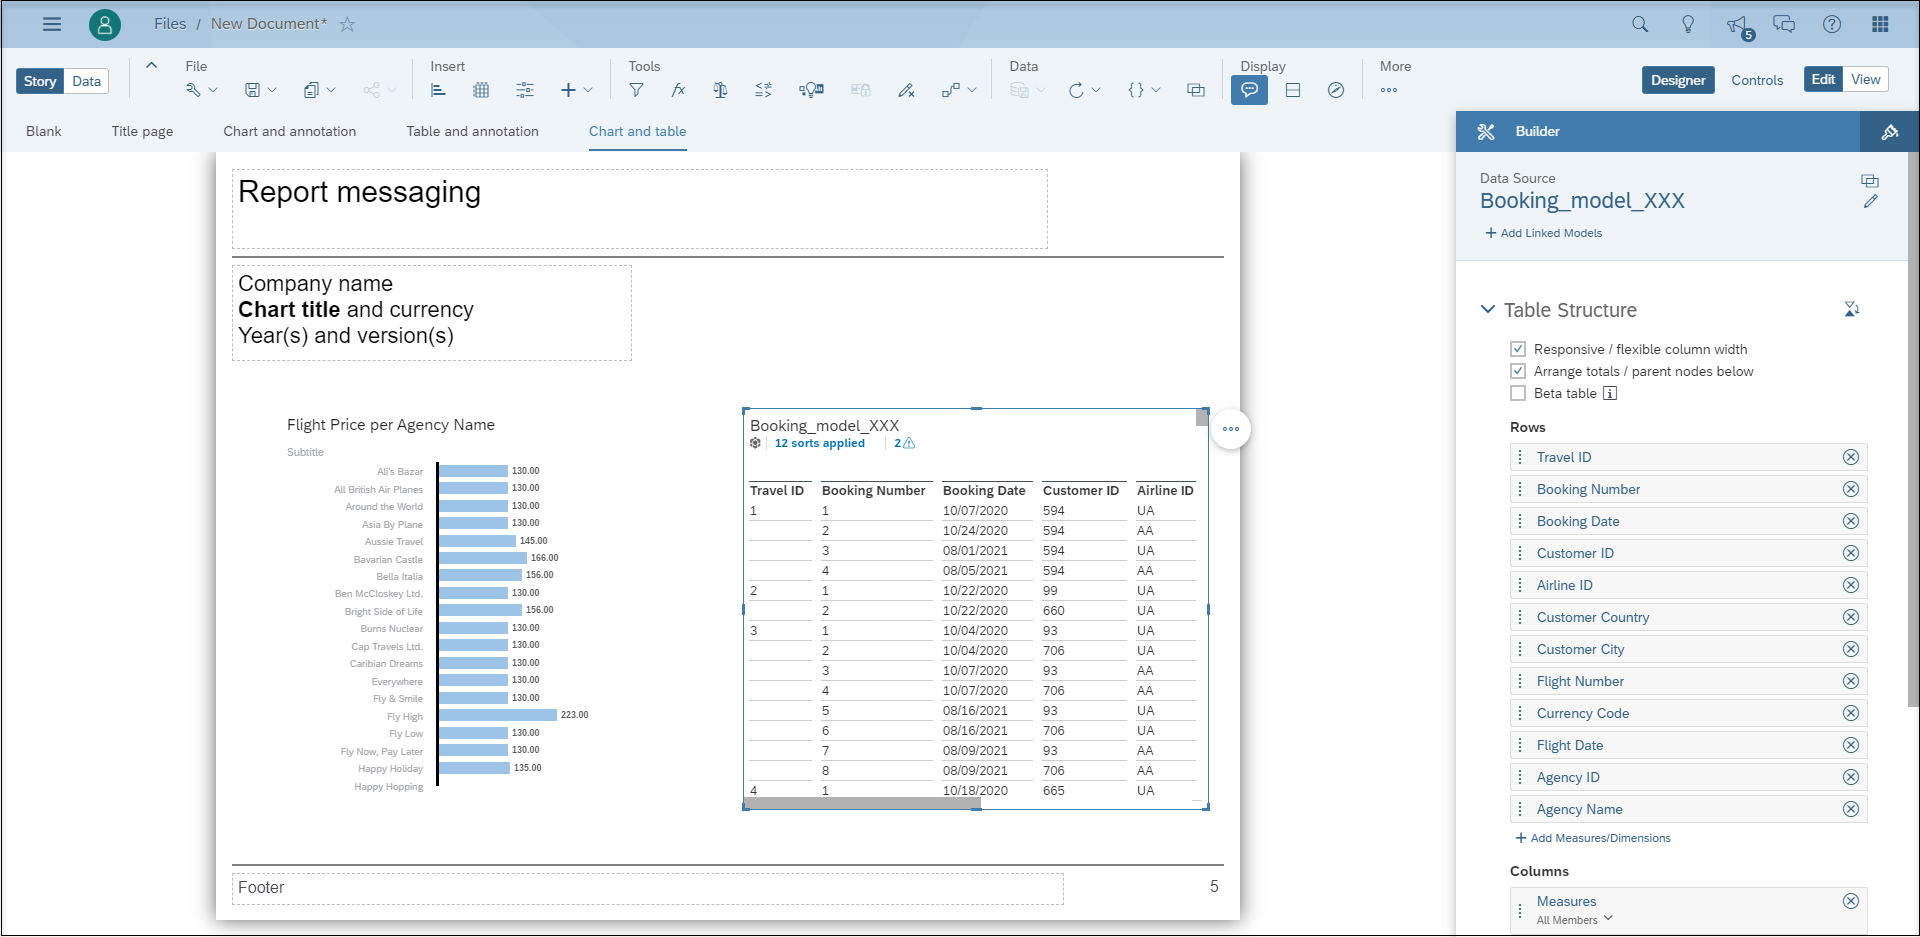 Files / New Document*
5
Story Data
File Insert Tools Data Display More
Designer Controls Edit View
Blank Title page Chart and annotation Table and annotation Chart and table
Report messaging
Company name
Chart title and currency
Year(s) and version(s)
Flight Price per Agency Name
Subtitle
Ali's Bazar 130.00
All British Air Planes 130.00
Around the World 130.00
Asia By Plane 130.00
Aussie Travel 145.00
Bavarian Castle 166.00
Bella Italia 156.00
Ben McCloskey Ltd. 130.00
Bright Side of Life 156.00
Burns Nuclear 130.00
Cap Travels Ltd. 130.00
Caribian Dreams 130.00
Everywhere 130.00
Fly & Smile 130.00
Fly High 223.00
Fly Low 130.00
Fly Now, Pay Later 130.00
Happy Holiday 135.00
Happy Hopping
Booking_model_XXX
12 sorts applied 2
Travel ID Booking Number Booking Date Customer ID Airline ID
1 1 10/07/2020 594 UA
2 10/24/2020 594 AA
3 08/01/2021 594 UA
4 08/05/2021 594 AA
2 1 10/22/2020 99 UA
2 10/22/2020 660 UA
3 1 10/04/2020 93 UA
2 10/04/2020 706 UA
3 10/07/2020 93 AA
4 10/07/2020 706 AA
5 08/16/2021 93 UA
6 08/16/2021 706 UA
7 08/09/2021 93 AA
8 08/09/2021 706 AA
4 1 10/18/2020 665 UA
Footer
5
Builder
Data Source
Booking_model_XXX
+ Add Linked Models
Table Structure
Responsive / flexible column width
Arrange totals / parent nodes below
Beta table i
Rows
Travel ID
Booking Number
Booking Date
Customer ID
Airline ID
Customer Country
Customer City
Flight Number
Currency Code
Flight Date
Agency ID
Agency Name
+ Add Measures/Dimensions
Columns
Measures
All Members